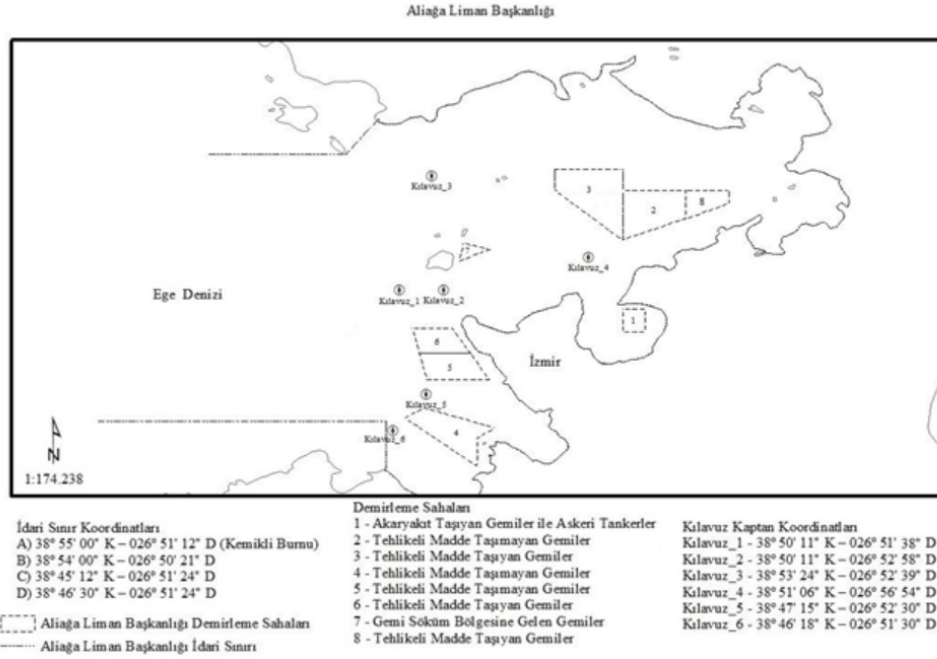 Aliağa Liman Başkanlığı
Kılavuz_3
3
2
8
7
Kılavuz_4
Ege Denizi
Kılavuz_1
Kılavuz_2
1
6
İzmir
5
Kılavuz_5
4
Kılavuz_6
N
1:174.238
İdari Sınır Koordinatları
A) 38° 55' 00" K – 026° 51' 12" D (Kemikli Burnu)
B) 38° 54' 00" K – 026° 50' 21" D
C) 38° 45' 12" K – 026° 51' 24" D
D) 38° 46' 30" K – 026° 51' 24" D
Aliağa Liman Başkanlığı Demirleme Sahaları
Aliağa Liman Başkanlığı İdari Sınırı
Demirleme Sahaları
1 - Akaryakıt Taşıyan Gemiler ile Askeri Tankerler
2 - Tehlikeli Madde Taşımayan Gemiler
3 - Tehlikeli Madde Taşıyan Gemiler
4 - Tehlikeli Madde Taşımayan Gemiler
5 - Tehlikeli Madde Taşımayan Gemiler
6 - Tehlikeli Madde Taşıyan Gemiler
7 - Gemi Söküm Bölgesine Gelen Gemiler
8 - Tehlikeli Madde Taşıyan Gemiler
Kılavuz Kaptan Koordinatları
Kılavuz_1 - 38° 50' 11" K – 026° 51' 38" D
Kılavuz_2 - 38° 50' 11" K – 026° 52' 58" D
Kılavuz_3 - 38° 53' 24" K – 026° 52' 39" D
Kılavuz_4 - 38° 51' 06" K – 026° 56' 54" D
Kılavuz_5 - 38° 47' 15" K – 026° 52' 30" D
Kılavuz_6 - 38° 46' 18" K – 026° 51' 30" D